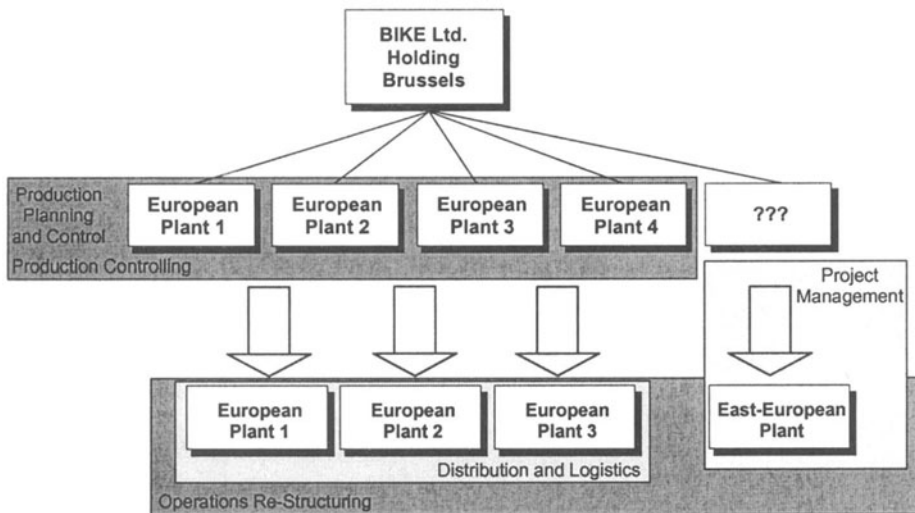 BIKE Ltd.
Holding
Brussels
Production
Planning
and Control
European
Plant 1
European
Plant 2
European
Plant 3
European
Plant 4
???
Production Controlling
Project
Management
European
Plant 1
European
Plant 2
European
Plant 3
East-European
Plant
Distribution and Logistics
Operations Re-Structuring